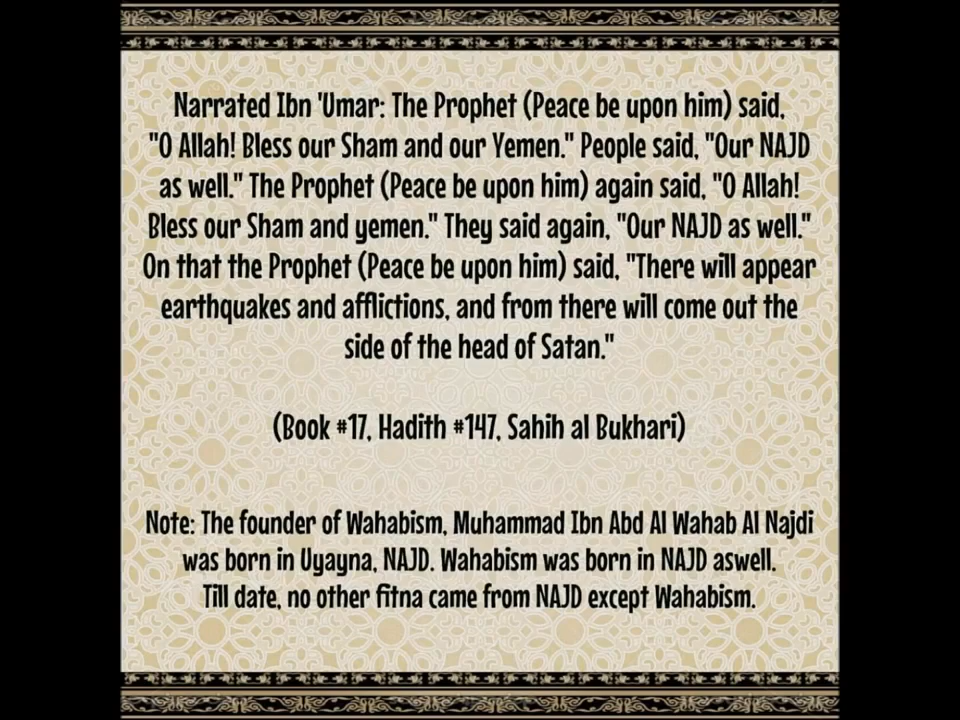 Narrated Ibn 'Umar: The Prophet (Peace be upon him) said,
"O Allah! Bless our Sham and our Yemen." People said, "Our NAJD
as well." The Prophet (Peace be upon him) again said, "O Allah!
Bless our Sham and yemen." They said again, "Our NAJD as well."
On that the Prophet (Peace be upon him) said, "There will appear
earthquakes and afflictions, and from there will come out the
side of the head of Satan."
(Book #17, Hadith #147, Sahih al Bukhari)
Note: The founder of Wahabism, Muhammad Ibn Abd Al Wahab Al Najdi
was born in Uyayna, NAJD. Wahabism was born in NAJD aswell.
Till date, no other fitna came from NAJD except Wahabism.